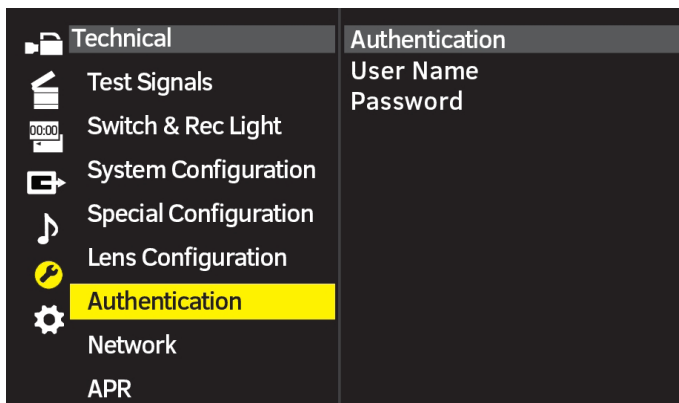 Technical
Test Signals
00:00
Switch & Rec Light
System Configuration
Special Configuration
Lens Configuration
Authentication
Network
APR
Authentication
User Name
Password